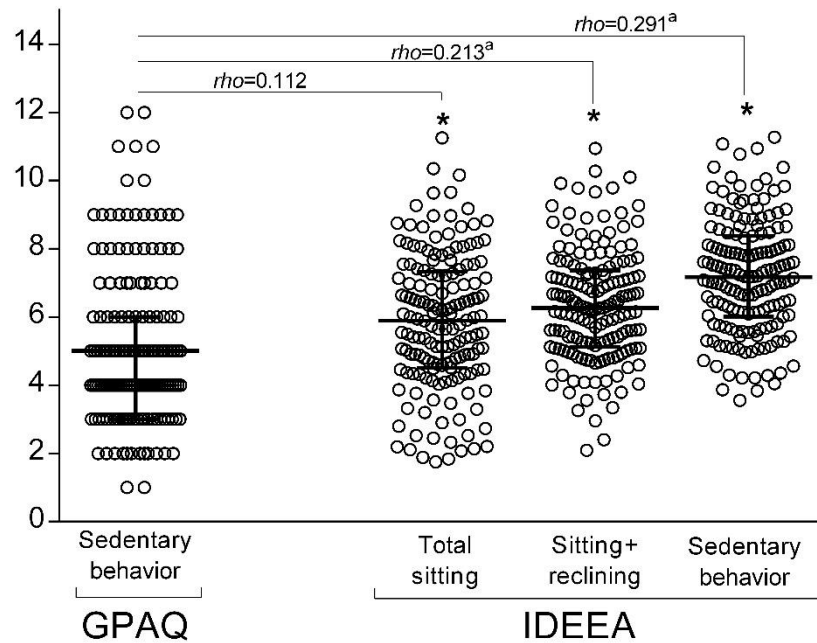 14
12
10
8
6
4
2
0
rho=0.291a
rho=0.213a
rho=0.112
*
*
*
Sedentary
behavior
Total
sitting
Sitting+
reclining
Sedentary
behavior
GPAQ
IDEEA